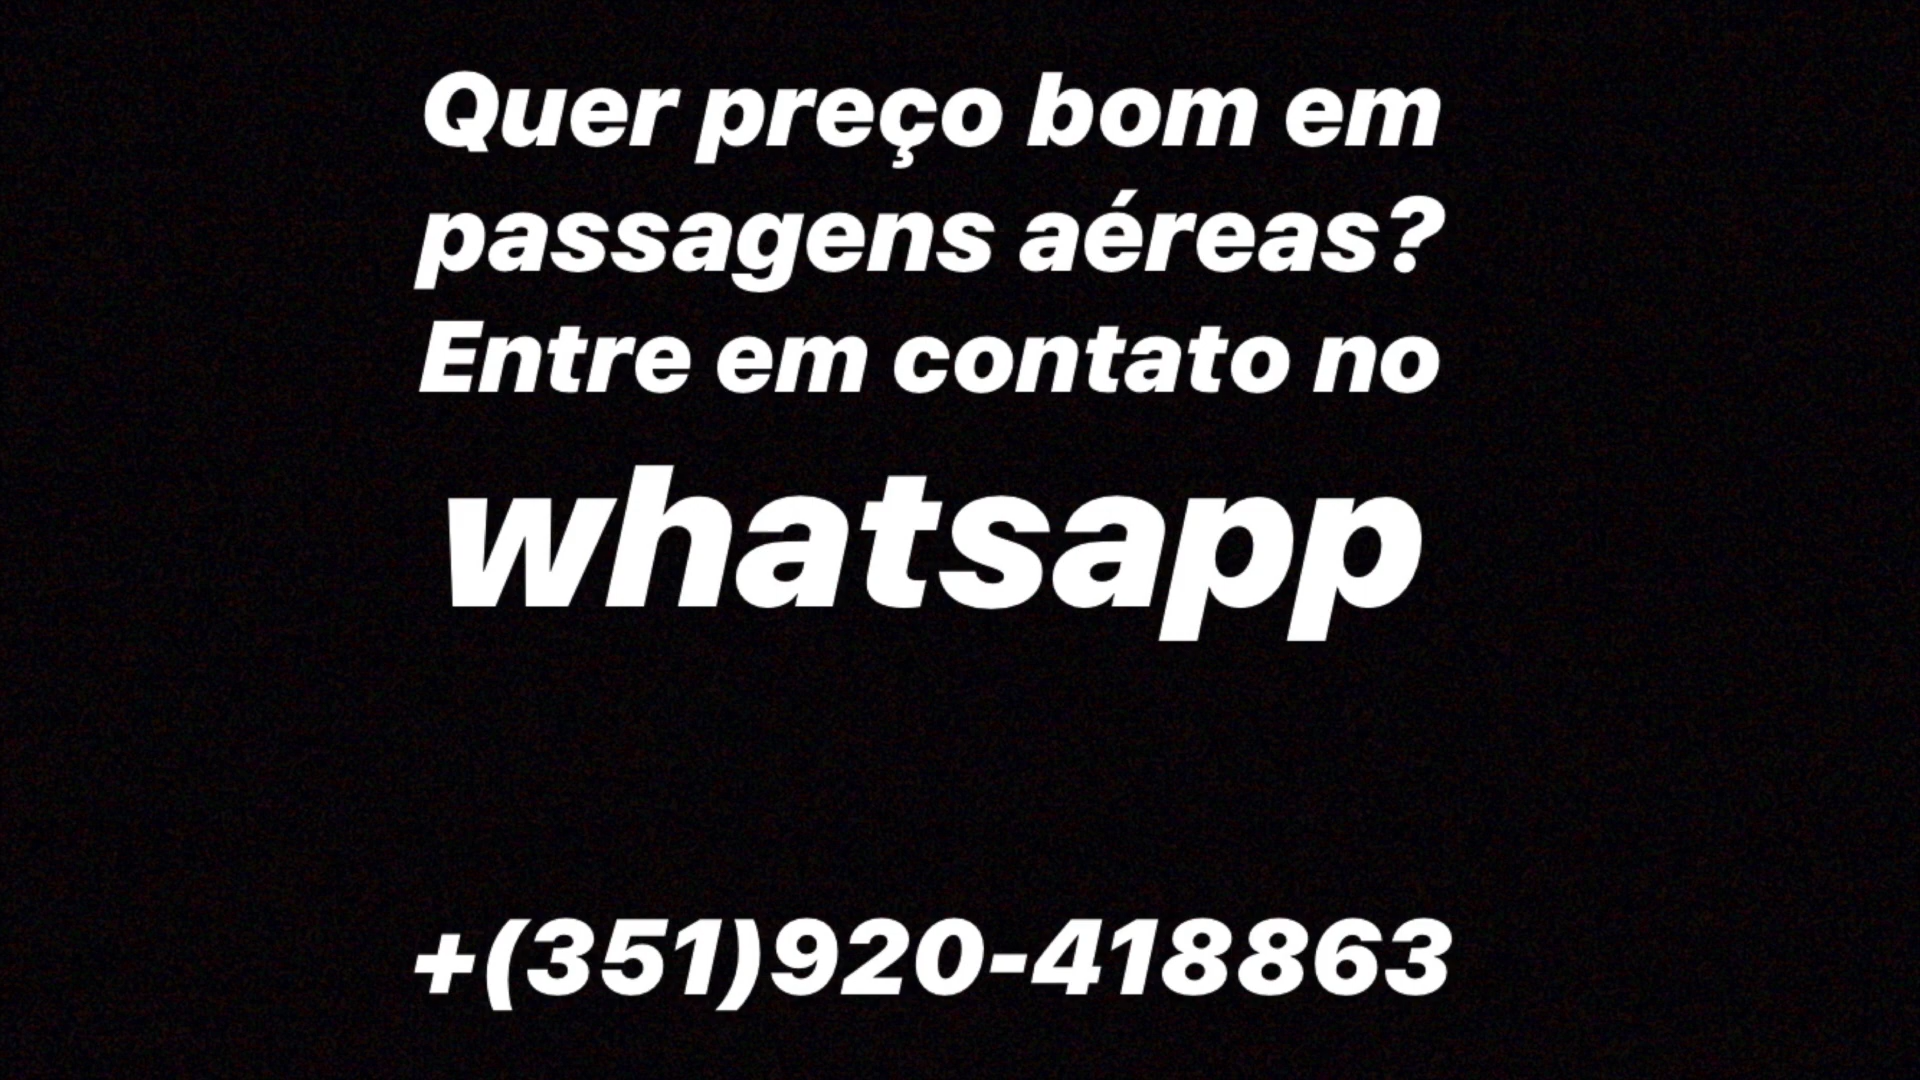 Quer preço bom em
passagens aéreas?
Entre em contato no
whatsapp
+(351)920-418863